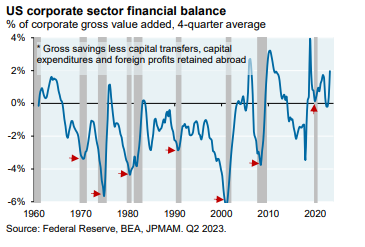 US corporate sector financial balance
% of corporate gross value added, 4-quarter average
4%
* Gross savings less capital transfers, capital
expenditures and foreign profits retained abroad
2%
0%
-2%
-4%
-6%
1960 1970 1980 1990 2000 2010 2020
Source: Federal Reserve, BEA, JPMAM. Q2 2023.